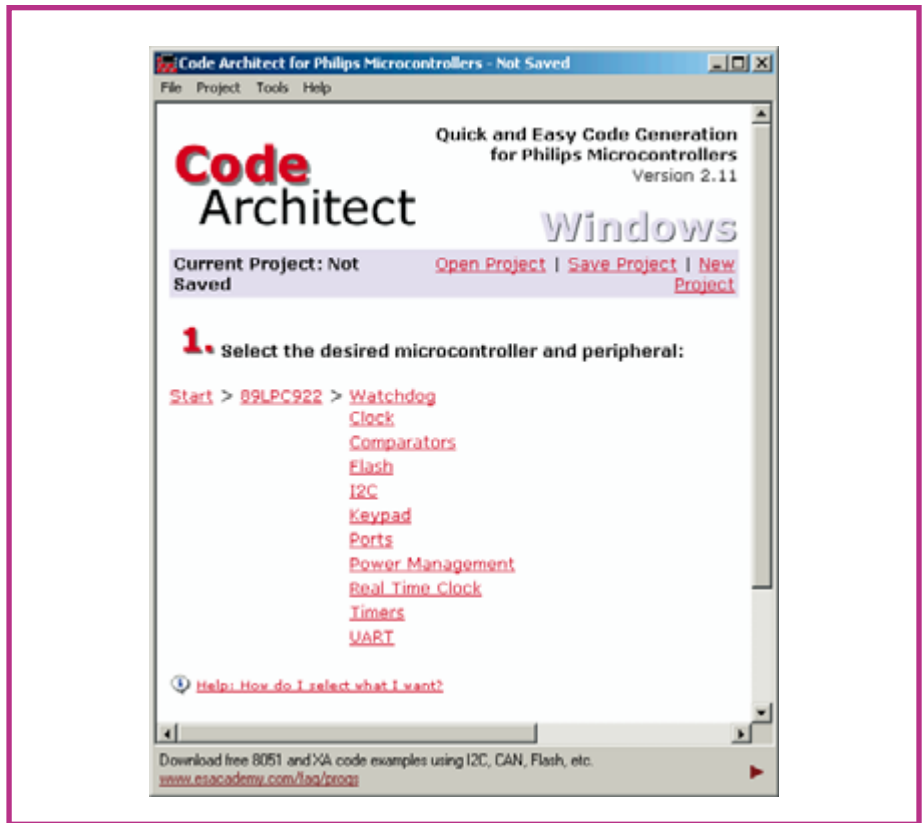 Code Architect for Philips Microcontrollers - Not Saved
File Project Tools Help
Code
Architect
Quick and Easy Code Generation
for Philips Microcontrollers
Version 2.11
Windows
Current Project: Not
Saved
Open Project | Save Project | New
Project
1. Select the desired microcontroller and peripheral:
Start > 89LPC922 > Watchdog
Clock
Comparators
Flash
I2C
Keypad
Ports
Power Management
Real Time Clock
Timers
UART
Help: How do I select what I want?
Download free 8051 and XA code examples using I2C, CAN, Flash, etc.
www.esacademy.com/faq/progs